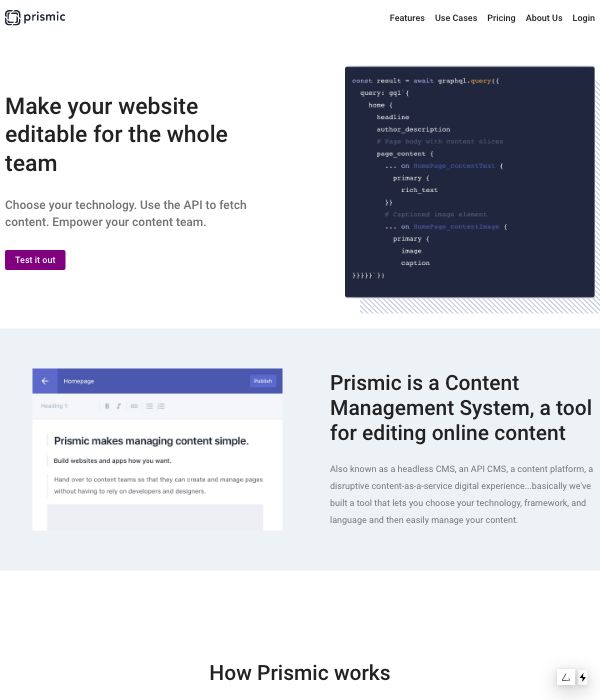 prismic
Features Use Cases Pricing About Us Login
Make your website
editable for the whole
team
Choose your technology. Use the API to fetch
content. Empower your content team.
Test it out
const result = await graphql.query({
query: gql`{
home {
headline
author_description
# Page body with content slices
page_content {
... on HomePage_contentText {
primary {
rich_text
}}
# Captioned image element
... on HomePage_contentImage {
primary {
image
caption
}}}}}`})
Homepage
Publish
Heading 1 B I
Prismic makes managing content simple.
Build websites and apps how you want.
Hand over to content teams so that they can create and manage pages
without having to rely on developers and designers.
Prismic is a Content
Management System, a tool
for editing online content
Also known as a headless CMS, an API CMS, a content platform, a
disruptive content-as-a-service digital experience...basically we've
built a tool that lets you choose your technology, framework, and
language and then easily manage your content.
How Prismic works